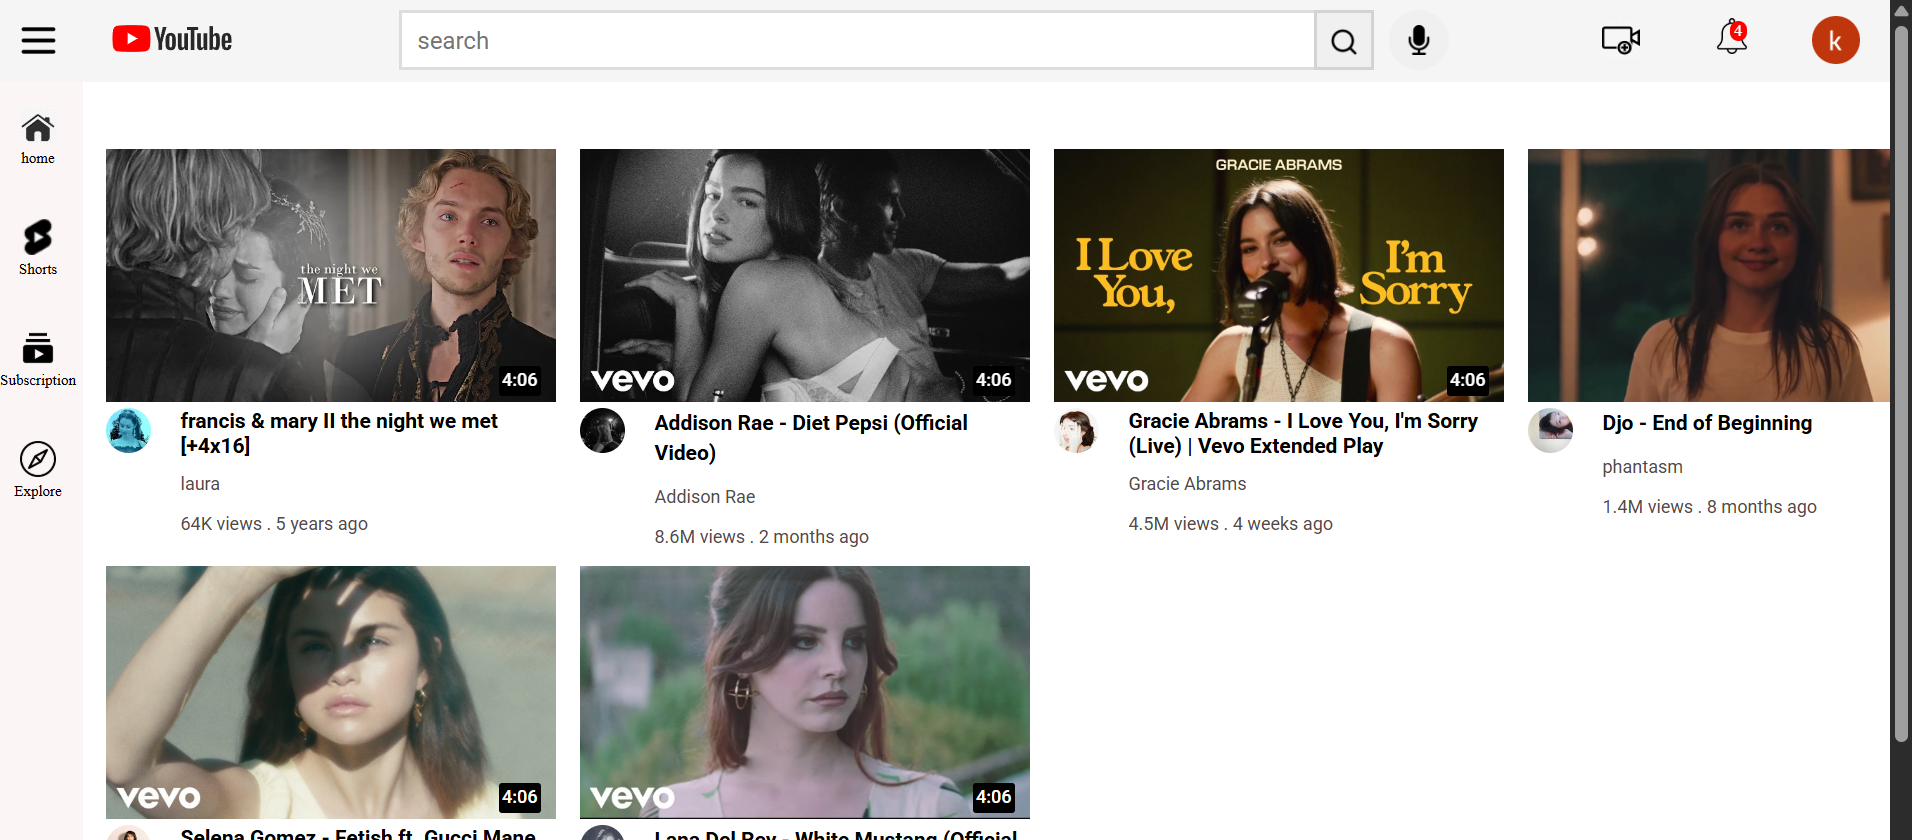 YouTube
search
4
k
home
Shorts
Subscription
Explore
the night we
MET
4:06
francis & mary II the night we met
[+4x16]
laura
64K views . 5 years ago
vevo
4:06
Addison Rae - Diet Pepsi (Official
Video)
Addison Rae
8.6M views . 2 months ago
GRACIE ABRAMS
I Love
You,
I'm
Sorry
vevo
4:06
Gracie Abrams - I Love You, I'm Sorry
(Live) | Vevo Extended Play
Gracie Abrams
4.5M views . 4 weeks ago
Djo - End of Beginning
phantasm
1.4M views . 8 months ago
vevo
4:06
Selena Gomez - Fetish ft. Gucci Mane
vevo
4:06
Lana Del Rey - White Mustang (Official